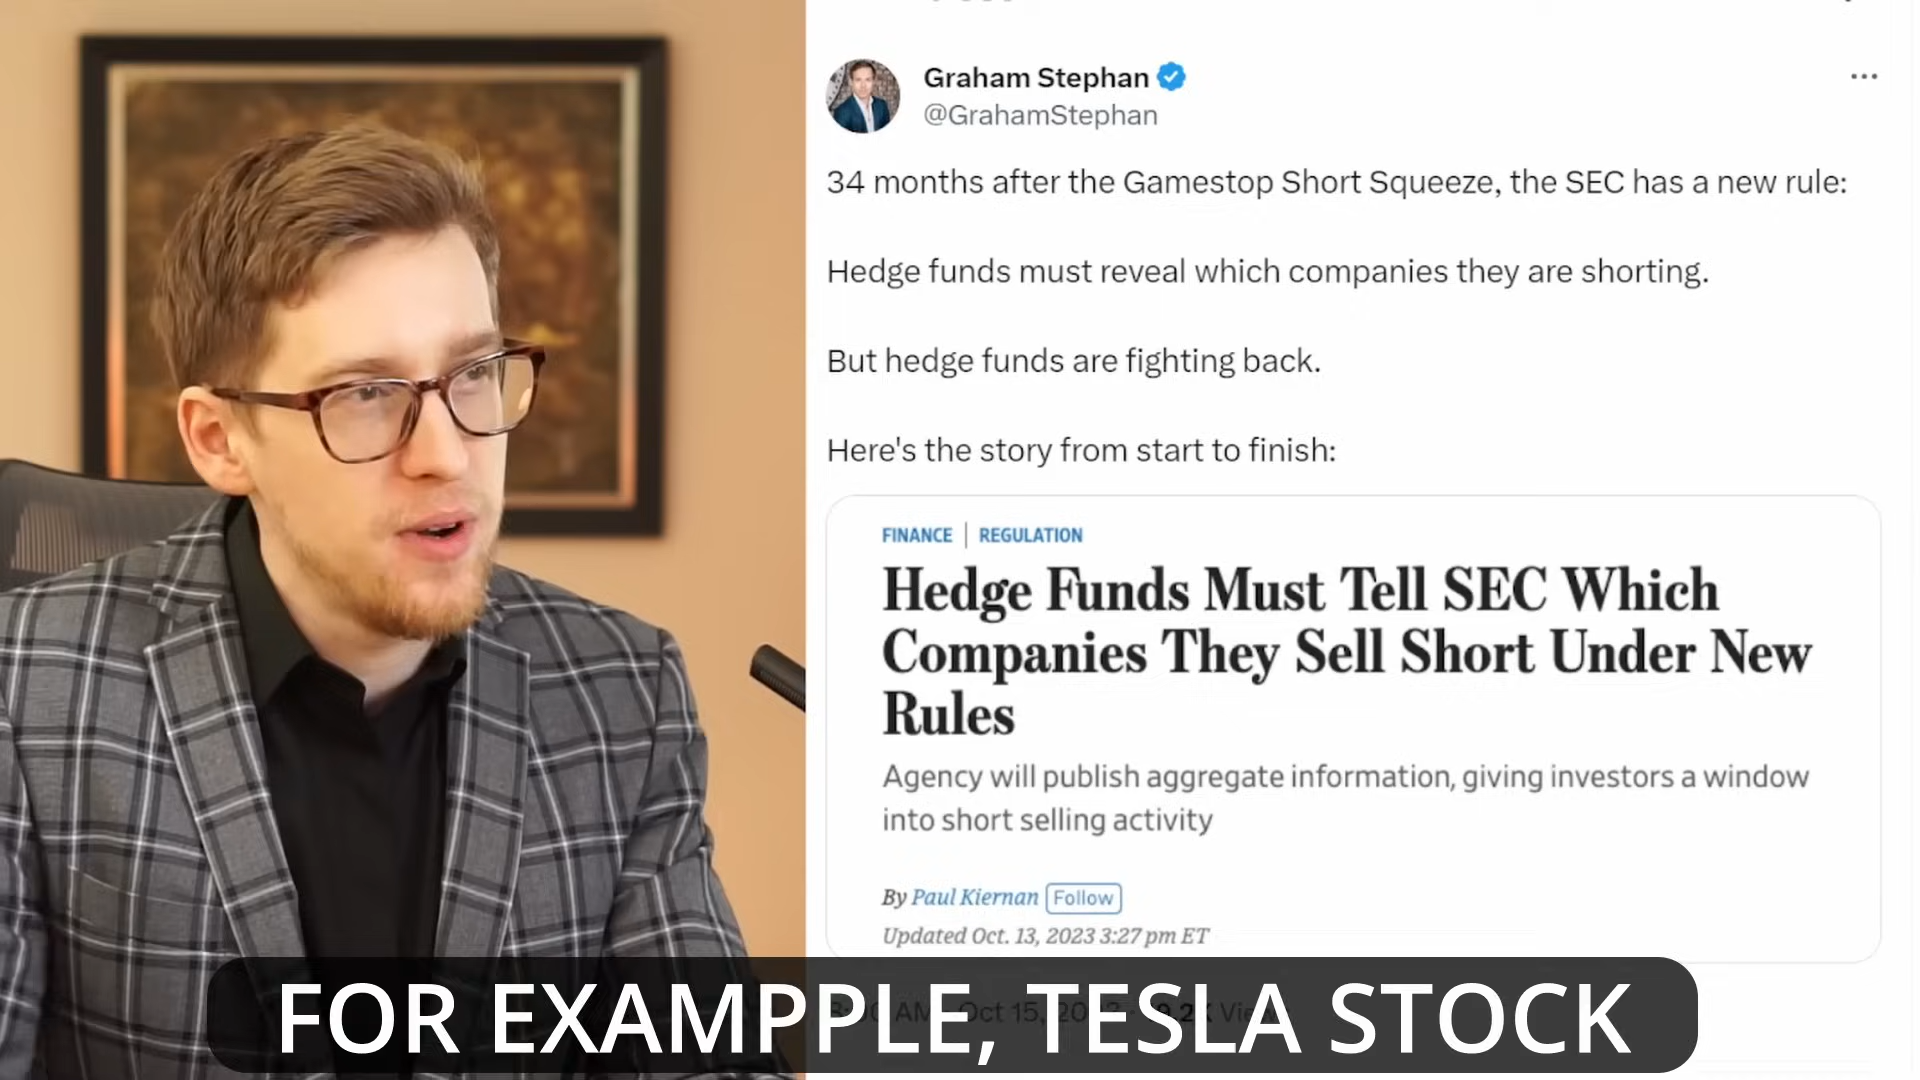 Graham Stephan
@GrahamStephan
34 months after the Gamestop Short Squeeze, the SEC has a new rule:
Hedge funds must reveal which companies they are shorting.
But hedge funds are fighting back.
Here's the story from start to finish:
FINANCE | REGULATION
Hedge Funds Must Tell SEC Which
Companies They Sell Short Under New
Rules
Agency will publish aggregate information, giving investors a window
into short selling activity
By Paul Kiernan Follow
Updated Oct. 13, 2023 3:27 pm ET
FOR EXAMPPLE, TESLA STOCK